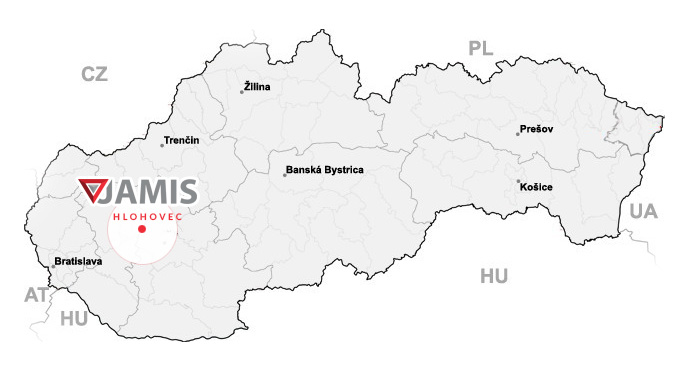 PL
CZ
Žilina
Prešov
Trenčín
Banská Bystrica
Košice
JAMIS
HLOHOVEC
UA
Bratislava
HU
AT
HU